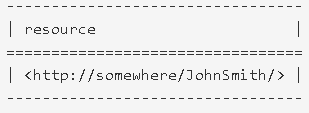 ---------------------------------
| resource                      |
=================================
| <http://somewhere/JohnSmith/> |
---------------------------------